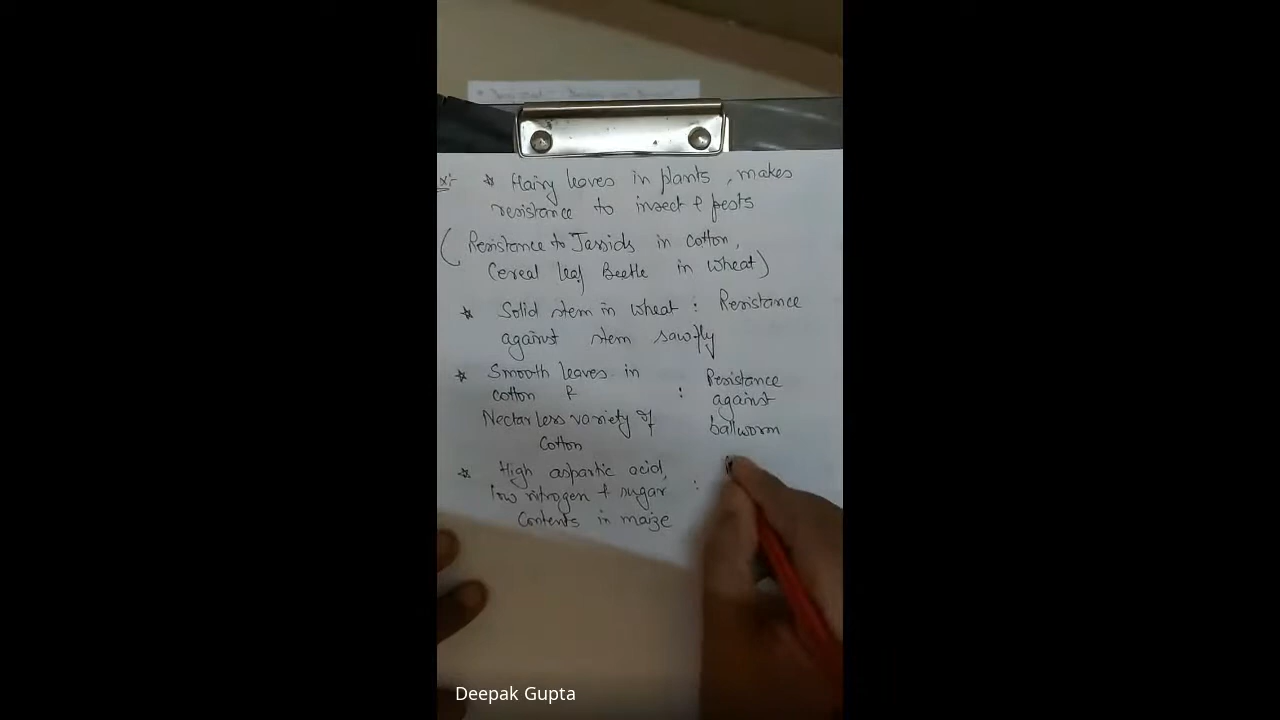 x:- * Hairy leaves in plants, makes
resistance to insect & pests
(Resistance to Jassids in cotton,
Cereal leaf Beetle in wheat)
* Solid stem in wheat : Resistance
against stem sawfly
* Smooth leaves in
cotton &
Nectar less variety of
Cotton
: Resistance
against
ballworm
* High aspartic acid,
low nitrogen & sugar
Contents in maize
:
Deepak Gupta